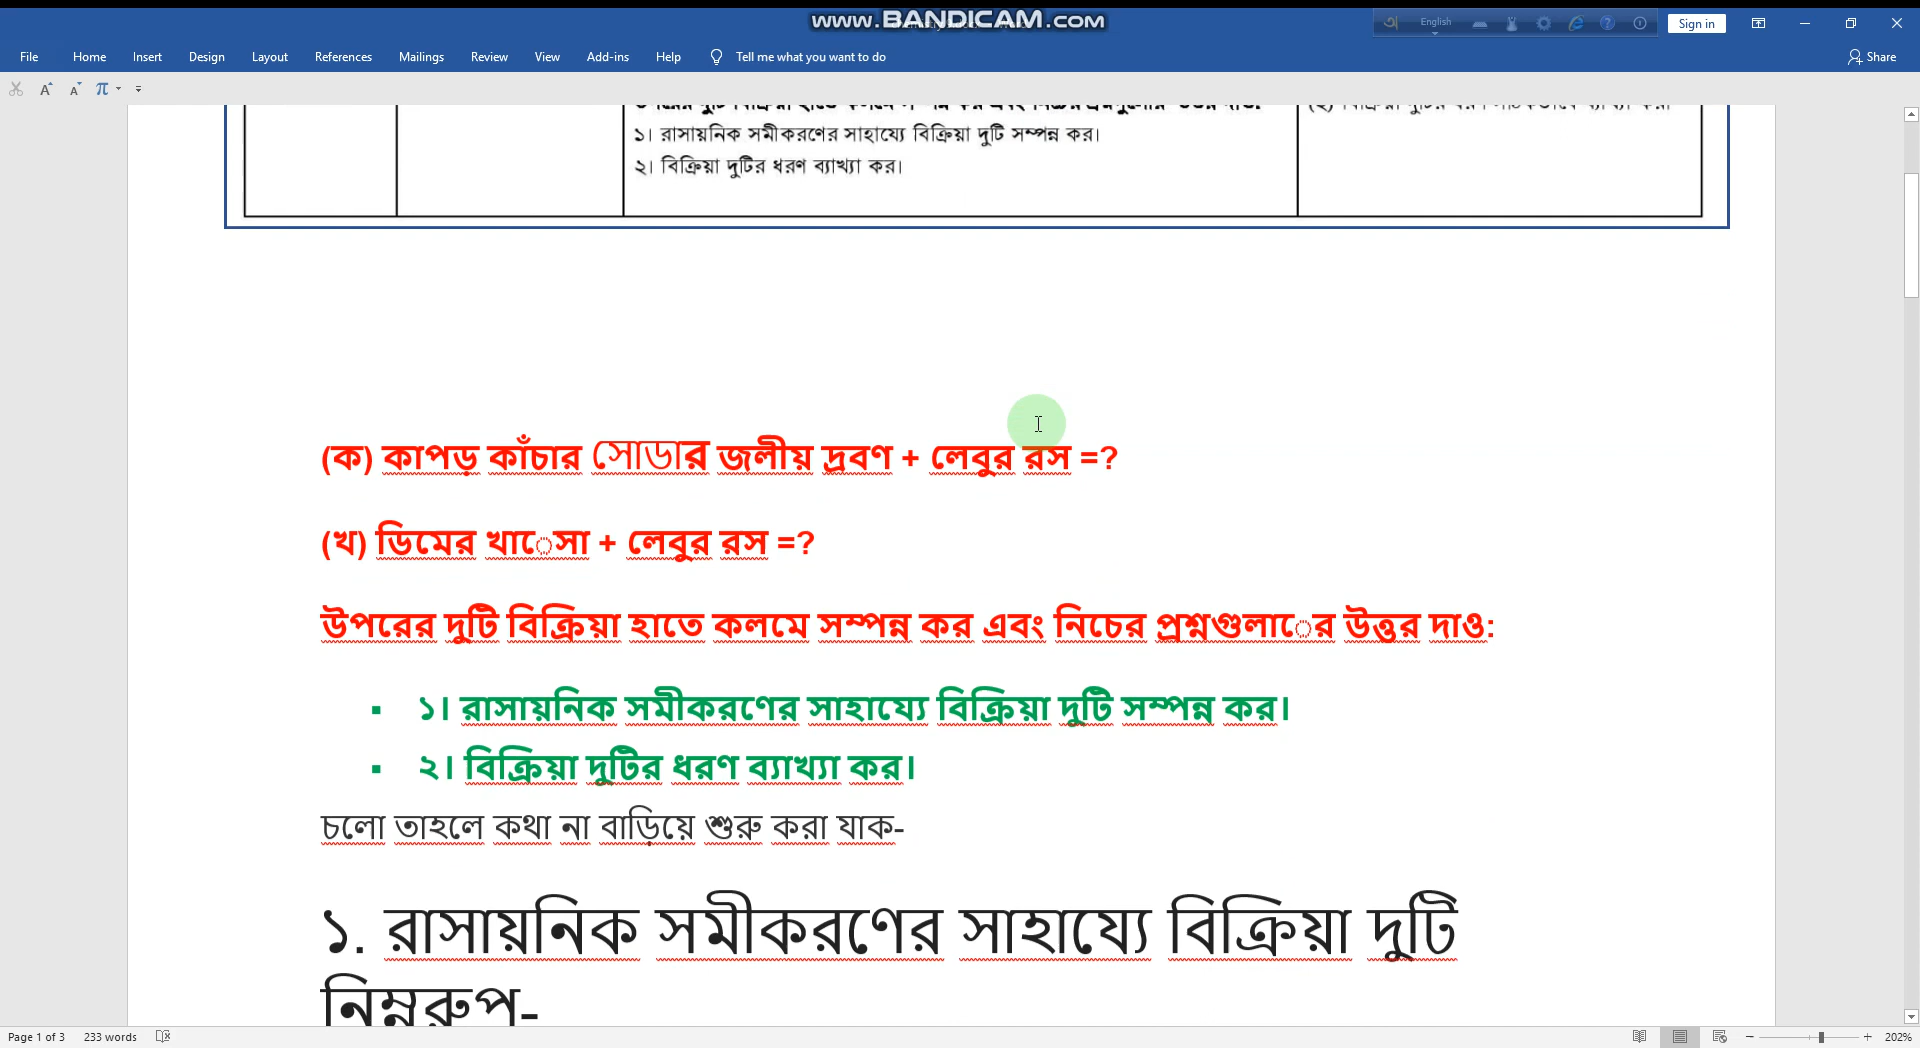 www.BANDICAM.com
English
Sign in
File Home Insert Design Layout References Mailings Review View Add-ins Help Tell me what you want to do Share
১। রাসায়নিক সমীকরণের সাহায্যে বিক্রিয়া দুটি সম্পন্ন কর।
২। বিক্রিয়া দুটির ধরণ ব্যাখ্যা কর।
(ক) কাপড় কাঁচার সোডার জলীয় দ্রবণ + লেবুর রস =?
(খ) ডিমের খােসা + লেবুর রস =?
উপরের দুটি বিক্রিয়া হাতে কলমে সম্পন্ন কর এবং নিচের প্রশ্নগুলাের উত্তর দাও:
▪ ১। রাসায়নিক সমীকরণের সাহায্যে বিক্রিয়া দুটি সম্পন্ন কর।
▪ ২। বিক্রিয়া দুটির ধরণ ব্যাখ্যা কর।
চলো তাহলে কথা না বাড়িয়ে শুরু করা যাক-
১. রাসায়নিক সমীকরণের সাহায্যে বিক্রিয়া দুটি
নিম্নরুপ-
Page 1 of 3 233 words 202%